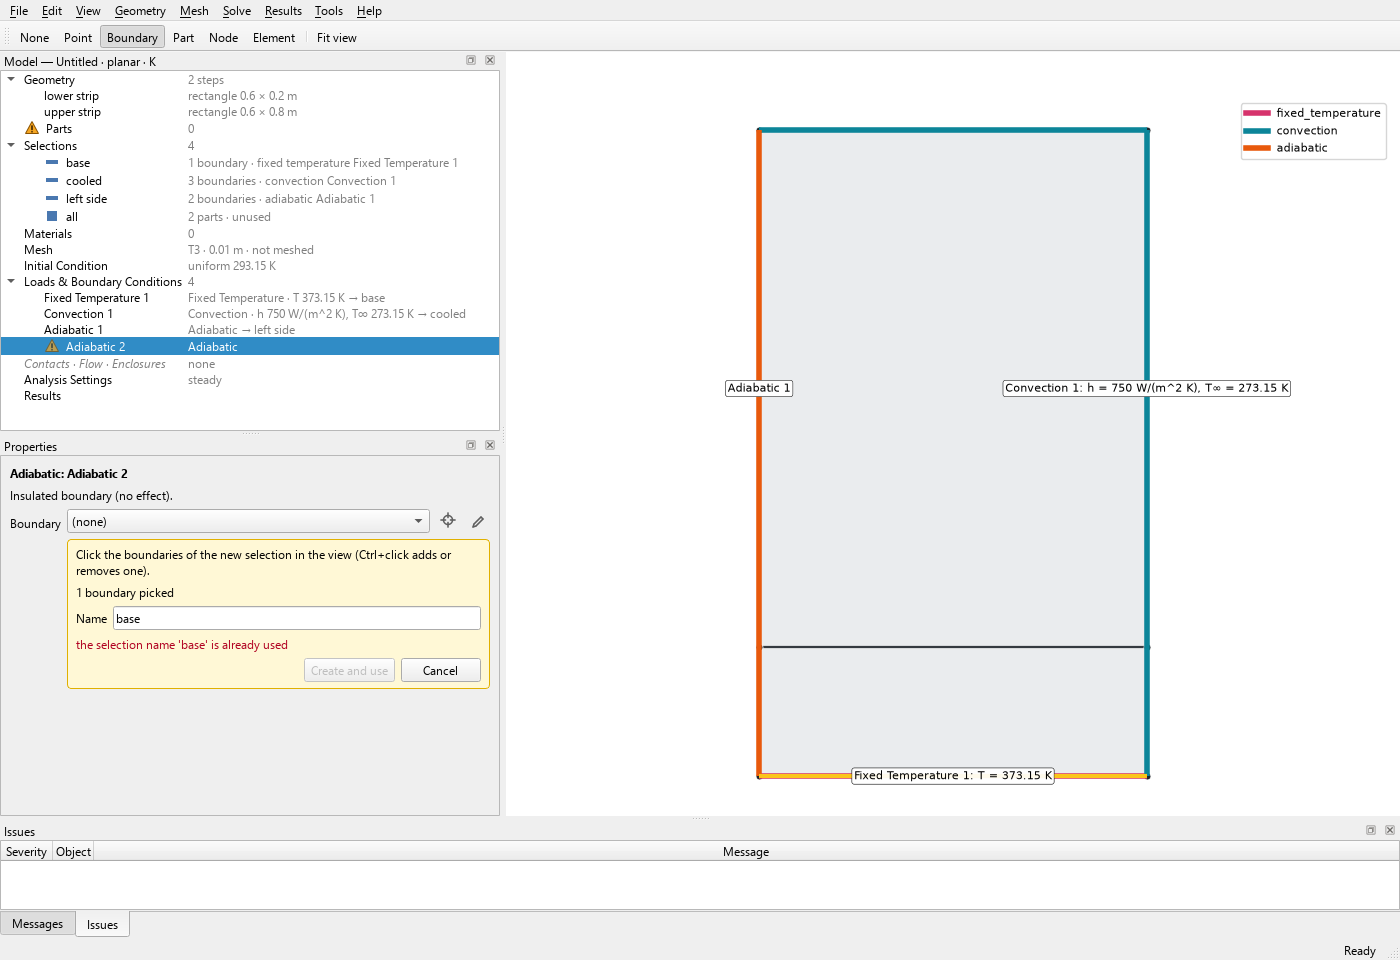 File Edit View Geometry Mesh Solve Results Tools Help
None Point Boundary Part Node Element Fit view
Model — Untitled · planar · K
Geometry 2 steps
lower strip rectangle 0.6 × 0.2 m
upper strip rectangle 0.6 × 0.8 m
Parts 0
Selections 4
base 1 boundary · fixed temperature Fixed Temperature 1
cooled 3 boundaries · convection Convection 1
left side 2 boundaries · adiabatic Adiabatic 1
all 2 parts · unused
Materials 0
Mesh T3 · 0.01 m · not meshed
Initial Condition uniform 293.15 K
Loads & Boundary Conditions 4
Fixed Temperature 1 Fixed Temperature · T 373.15 K → base
Convection 1 Convection · h 750 W/(m^2 K), T∞ 273.15 K → cooled
Adiabatic 1 Adiabatic → left side
Adiabatic 2 Adiabatic
Contacts · Flow · Enclosures none
Analysis Settings steady
Results
Properties
Adiabatic: Adiabatic 2
Insulated boundary (no effect).
Boundary (none)
Click the boundaries of the new selection in the view (Ctrl+click adds or
removes one).
1 boundary picked
Name base
the selection name 'base' is already used
Create and use Cancel
fixed_temperature
convection
adiabatic
Adiabatic 1
Convection 1: h = 750 W/(m^2 K), T∞ = 273.15 K
Fixed Temperature 1: T = 373.15 K
Issues
Severity Object Message
Messages Issues
Ready